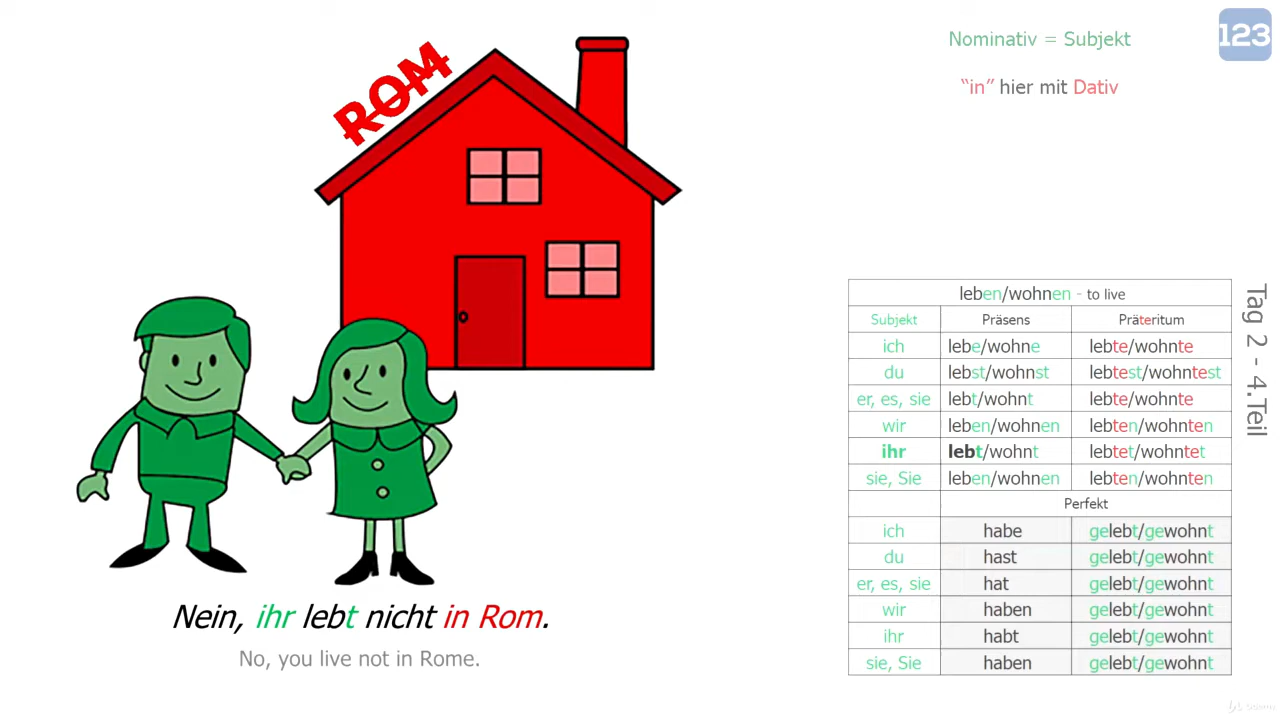 Nominativ = Subjekt
123
“in” hier mit Dativ
ROM
leben/wohnen - to live
Subjekt Präsens Präteritum
ich lebe/wohne lebte/wohnte
du lebst/wohnst lebtest/wohntest
er, es, sie lebt/wohnt lebte/wohnte
wir leben/wohnen lebten/wohnten
ihr lebt/wohnt lebtet/wohntet
sie, Sie leben/wohnen lebten/wohnten
Perfekt
ich habe gelebt/gewohnt
du hast gelebt/gewohnt
er, es, sie hat gelebt/gewohnt
wir haben gelebt/gewohnt
ihr habt gelebt/gewohnt
sie, Sie haben gelebt/gewohnt
Tag 2 - 4.Teil
Nein, ihr lebt nicht in Rom.
No, you live not in Rome.